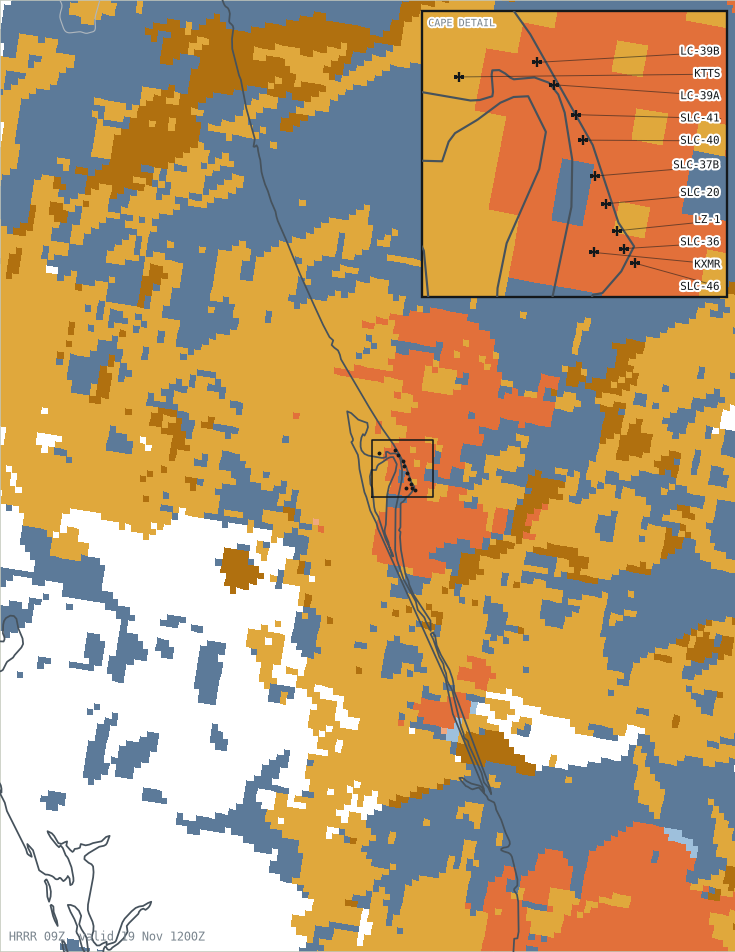 CAPE DETAIL
LC-39B
KTTS
LC-39A
SLC-41
SLC-40
SLC-37B
SLC-20
LZ-1
SLC-36
KXMR
SLC-46
HRRR 09Z, valid 19 Nov 1200Z